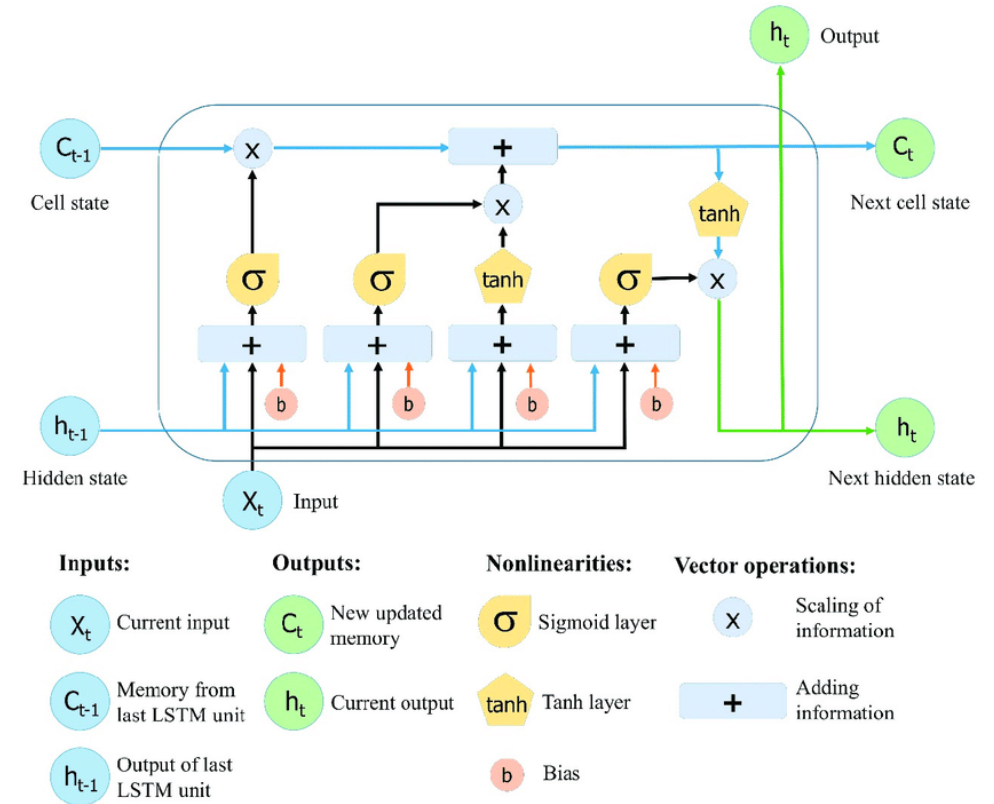 ht Output
Ct-1 x + Ct
Cell state Next cell state
x tanh
σ σ tanh σ x
+ + + +
b b b b
ht-1 ht
Hidden state Next hidden state
Xt Input
Inputs: Outputs: Nonlinearities: Vector operations:
Xt Current input
Ct New updated
memory
σ Sigmoid layer
x Scaling of
information
Ct-1 Memory from
last LSTM unit
ht Current output
tanh Tanh layer
+ Adding
information
ht-1 Output of last
LSTM unit
b Bias